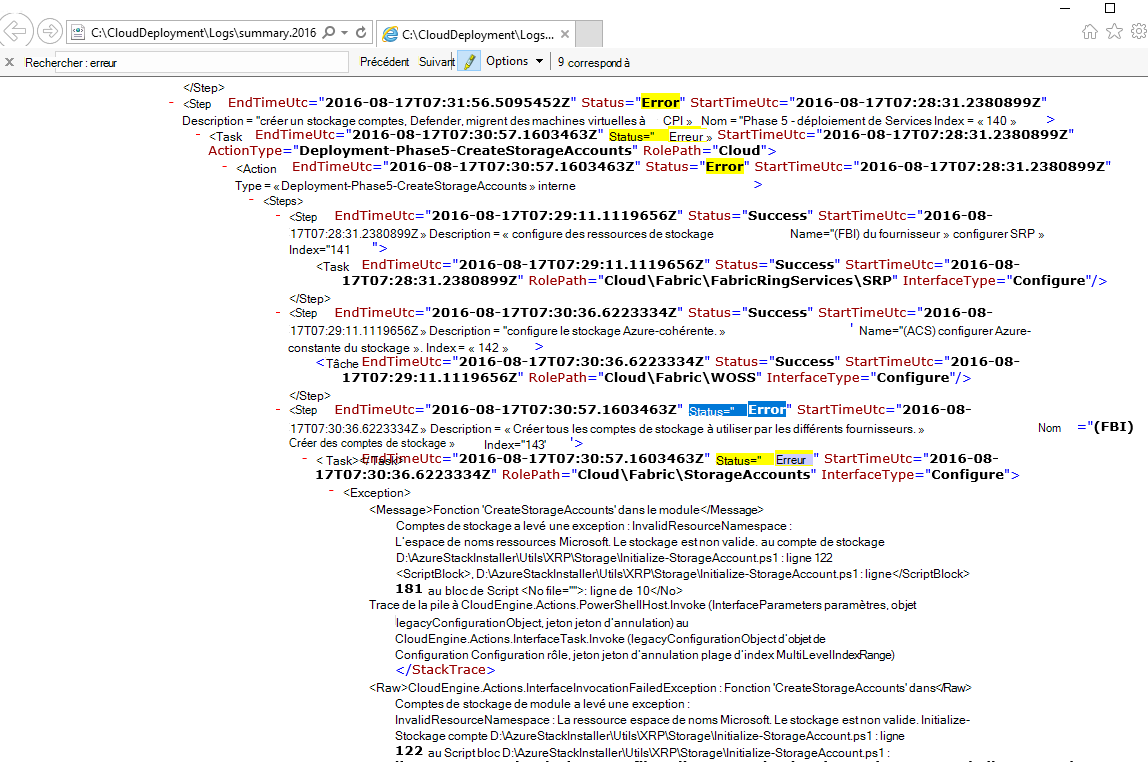 C:\CloudDeployment\Logs\summary.2016
C:\CloudDeployment\Logs...
Rechercher : erreur Précédent Suivant Options 9 correspond à
</Step>
- <Step EndTimeUtc="2016-08-17T07:31:56.5095452Z" Status="Error" StartTimeUtc="2016-08-17T07:28:31.2380899Z"
Description = "créer un stockage comptes, Defender, migrent des machines virtuelles à CPI » Nom = "Phase 5 - déploiement de Services Index = « 140 » >
- <Task EndTimeUtc="2016-08-17T07:30:57.1603463Z" Status=" Erreur » StartTimeUtc="2016-08-17T07:28:31.2380899Z"
ActionType="Deployment-Phase5-CreateStorageAccounts" RolePath="Cloud">
- <Action EndTimeUtc="2016-08-17T07:30:57.1603463Z" Status="Error" StartTimeUtc="2016-08-17T07:28:31.2380899Z"
Type = « Deployment-Phase5-CreateStorageAccounts » interne >
- <Steps>
- <Step EndTimeUtc="2016-08-17T07:29:11.1119656Z" Status="Success" StartTimeUtc="2016-08-
17T07:28:31.2380899Z » Description = « configure des ressources de stockage Name="(FBI) du fournisseur » configurer SRP »
Index="141 ">
<Task EndTimeUtc="2016-08-17T07:29:11.1119656Z" Status="Success" StartTimeUtc="2016-08-
17T07:28:31.2380899Z" RolePath="Cloud\Fabric\FabricRingServices\SRP" InterfaceType="Configure"/>
</Step>
- <Step EndTimeUtc="2016-08-17T07:30:36.6223334Z" Status="Success" StartTimeUtc="2016-08-
17T07:29:11.1119656Z » Description = "configure le stockage Azure-cohérente. » ' Name="(ACS) configurer Azure-
constante du stockage ». Index = « 142 » >
<Tâche EndTimeUtc="2016-08-17T07:30:36.6223334Z" Status="Success" StartTimeUtc="2016-08-
17T07:29:11.1119656Z" RolePath="Cloud\Fabric\WOSS" InterfaceType="Configure"/>
</Step>
- <Step EndTimeUtc="2016-08-17T07:30:57.1603463Z" Status=" Error" StartTimeUtc="2016-08-
17T07:30:36.6223334Z » Description = « Créer tous les comptes de stockage à utiliser par les différents fournisseurs. » Nom ="(FBI)
Créer des comptes de stockage » Index="143' '>
- < Task></Task> EndTimeUtc="2016-08-17T07:30:57.1603463Z" Status=" Erreur " StartTimeUtc="2016-08-
17T07:30:36.6223334Z" RolePath="Cloud\Fabric\StorageAccounts" InterfaceType="Configure">
- <Exception>
<Message>Fonction 'CreateStorageAccounts' dans le module</Message>
Comptes de stockage a levé une exception : InvalidResourceNamespace :
L'espace de noms ressources Microsoft. Le stockage est non valide. au compte de stockage
D:\AzureStackInstaller\Utils\XRP\Storage\Initialize-StorageAccount.ps1 : ligne 122
<ScriptBlock>, D:\AzureStackInstaller\Utils\XRP\Storage\Initialize-StorageAccount.ps1 : ligne</ScriptBlock>
181 au bloc de Script <No file="">: ligne de 10</No>
Trace de la pile à CloudEngine.Actions.PowerShellHost.Invoke (InterfaceParameters paramètres, objet
legacyConfigurationObject, jeton jeton d'annulation) au
CloudEngine.Actions.InterfaceTask.Invoke (legacyConfigurationObject d'objet de
Configuration Configuration rôle, jeton jeton d'annulation plage d'index MultiLevelIndexRange)
</StackTrace>
<Raw>CloudEngine.Actions.InterfaceInvocationFailedException : Fonction 'CreateStorageAccounts' dans</Raw>
Comptes de stockage de module a levé une exception :
InvalidResourceNamespace : La ressource espace de noms Microsoft. Le stockage est non valide. Initialize-
Stockage compte D:\AzureStackInstaller\Utils\XRP\Storage\Initialize-StorageAccount.ps1 : ligne
122 au Script bloc D:\AzureStackInstaller\Utils\XRP\Storage\Initialize-StorageAccount.ps1 :